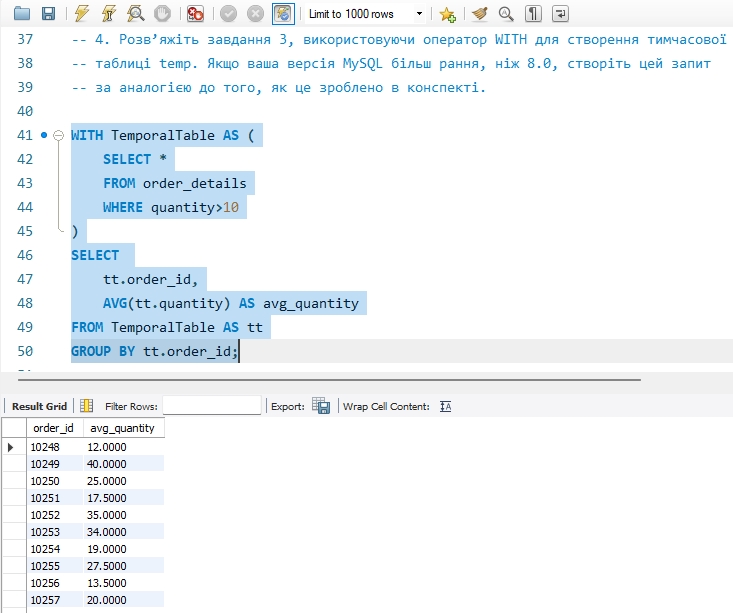 Limit to 1000 rows
37 -- 4. Розв’яжіть завдання 3, використовуючи оператор WITH для створення тимчасової
38 -- таблиці temp. Якщо ваша версія MySQL більш рання, ніж 8.0, створіть цей запит
39 -- за аналогією до того, як це зроблено в конспекті.
40
41 WITH TemporalTable AS (
42 SELECT *
43 FROM order_details
44 WHERE quantity>10
45 )
46 SELECT
47 tt.order_id,
48 AVG(tt.quantity) AS avg_quantity
49 FROM TemporalTable AS tt
50 GROUP BY tt.order_id;
Result Grid Filter Rows: Export: Wrap Cell Content:
order_id avg_quantity
10248 12.0000
10249 40.0000
10250 25.0000
10251 17.5000
10252 35.0000
10253 34.0000
10254 19.0000
10255 27.5000
10256 13.5000
10257 20.0000